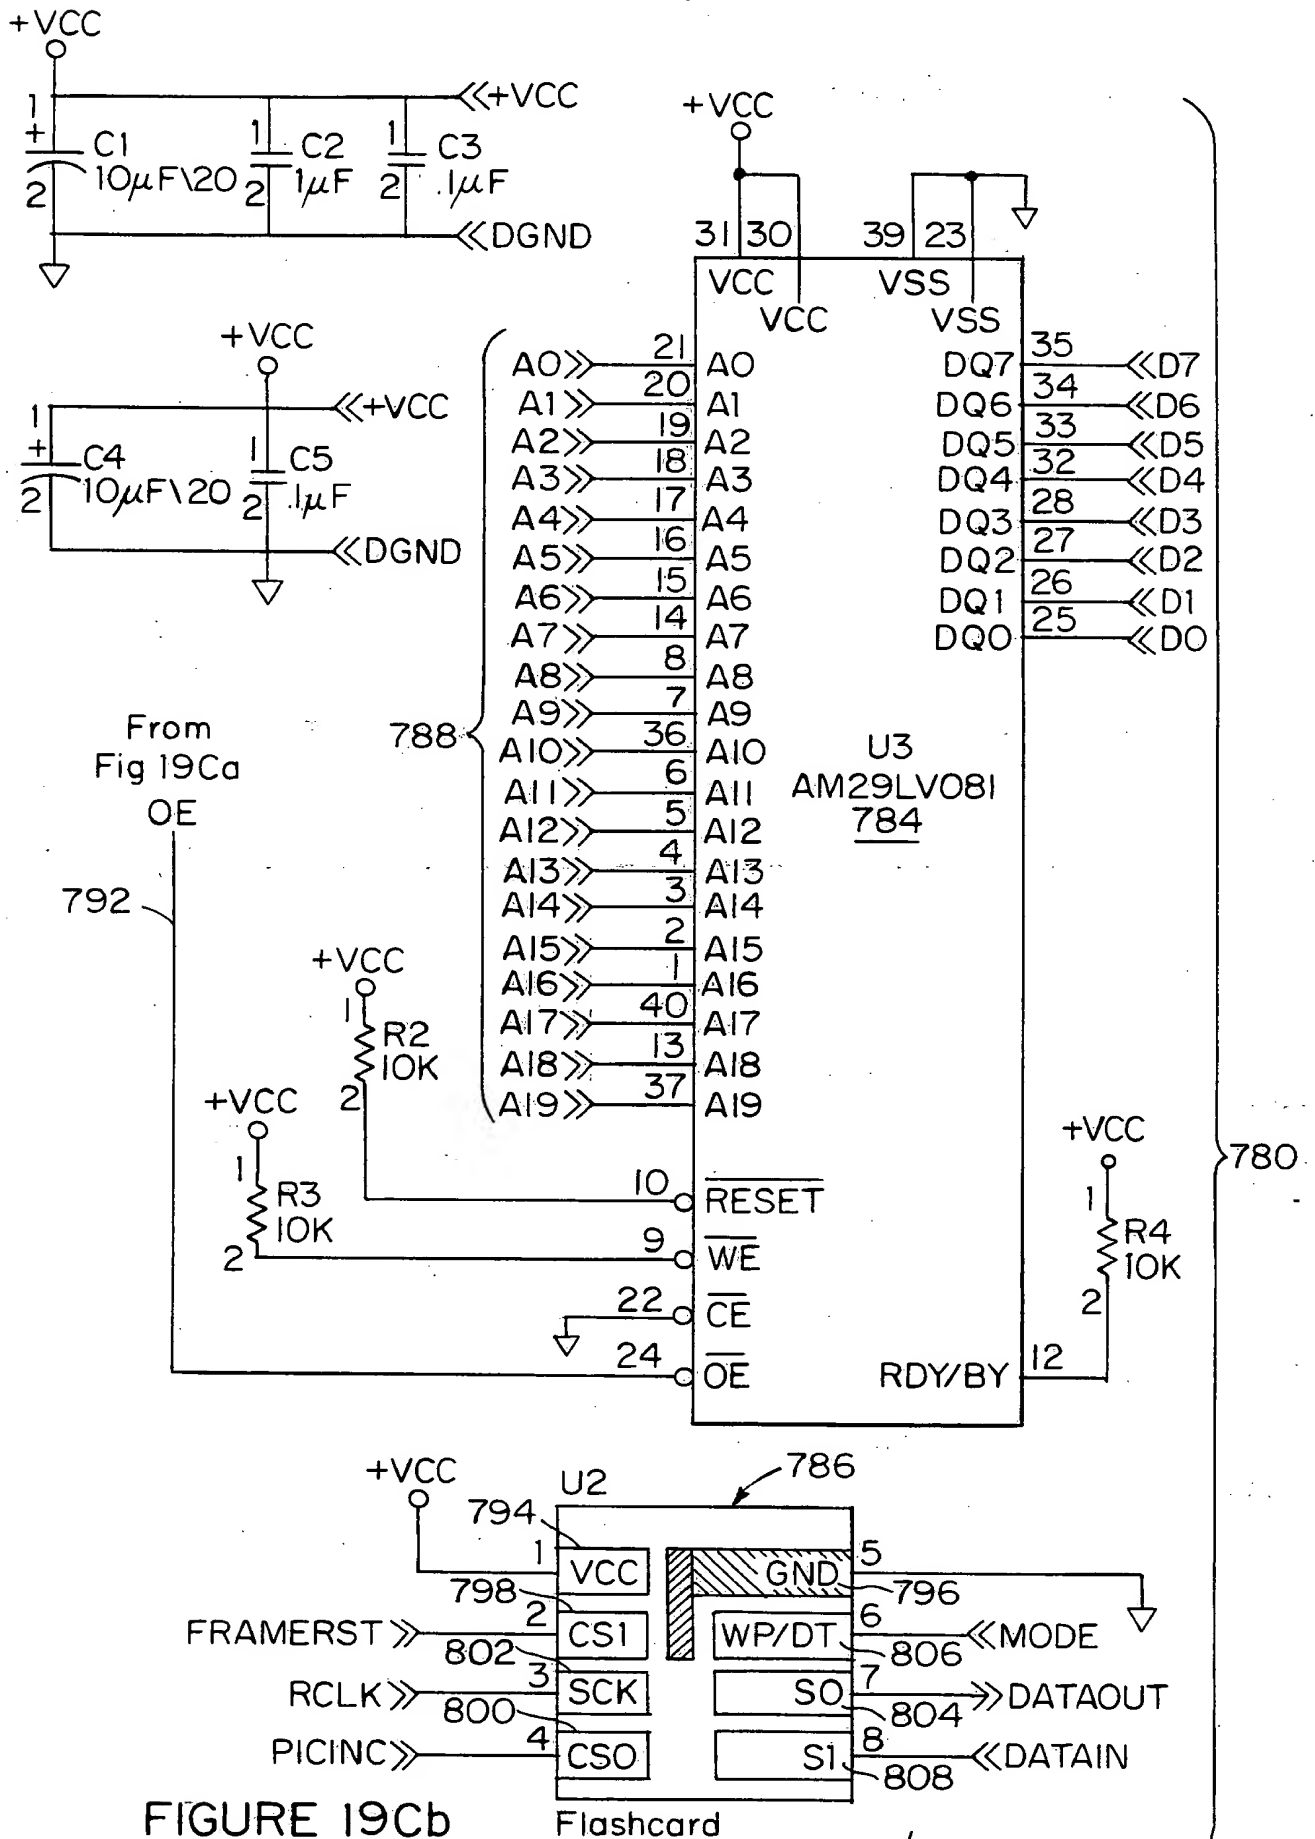 +VCC
1
+
C1
10µF\20
2
1
C2
1µF
2
1
C3
.1µF
2
+VCC
DGND
+VCC
1
+
C4
10µF\20
2
1
C5
.1µF
2
+VCC
DGND
+VCC
31 30 39 23
VCC VSS
VCC VSS
A0 21 A0
A1 20 A1
A2 19 A2
A3 18 A3
A4 17 A4
A5 16 A5
A6 15 A6
A7 14 A7
A8 8 A8
A9 7 A9
A10 36 A10
A11 6 A11
A12 5 A12
A13 4 A13
A14 3 A14
A15 2 A15
A16 1 A16
A17 40 A17
A18 13 A18
A19 37 A19
788
DQ7 35 D7
DQ6 34 D6
DQ5 33 D5
DQ4 32 D4
DQ3 28 D3
DQ2 27 D2
DQ1 26 D1
DQ0 25 D0
U3
AM29LV081
784
From
Fig 19Ca
OE
792
+VCC
1
R2
10K
2
+VCC
1
R3
10K
2
10 RESET
9 WE
22 CE
24 OE
RDY/BY 12
+VCC
1
R4
10K
2
780
+VCC
U2
786
794
1 VCC
798
FRAMERST 2 CS1
802
RCLK 3 SCK
800
PICINC 4 CSO
GND 5
796
WP/DT 6 MODE
806
SO 7 DATAOUT
804
S1 8 DATAIN
808
FIGURE 19Cb
Flashcard